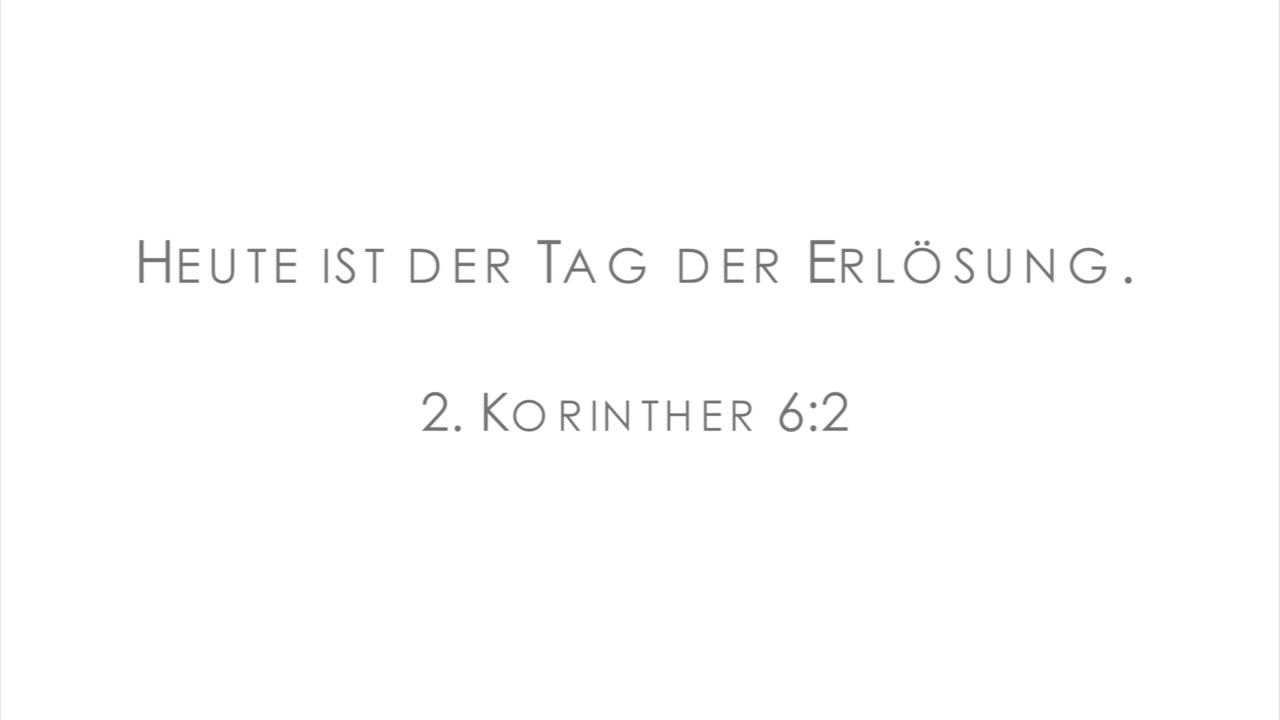 Heute ist der Tag der Erlösung.
2. Korinther 6:2